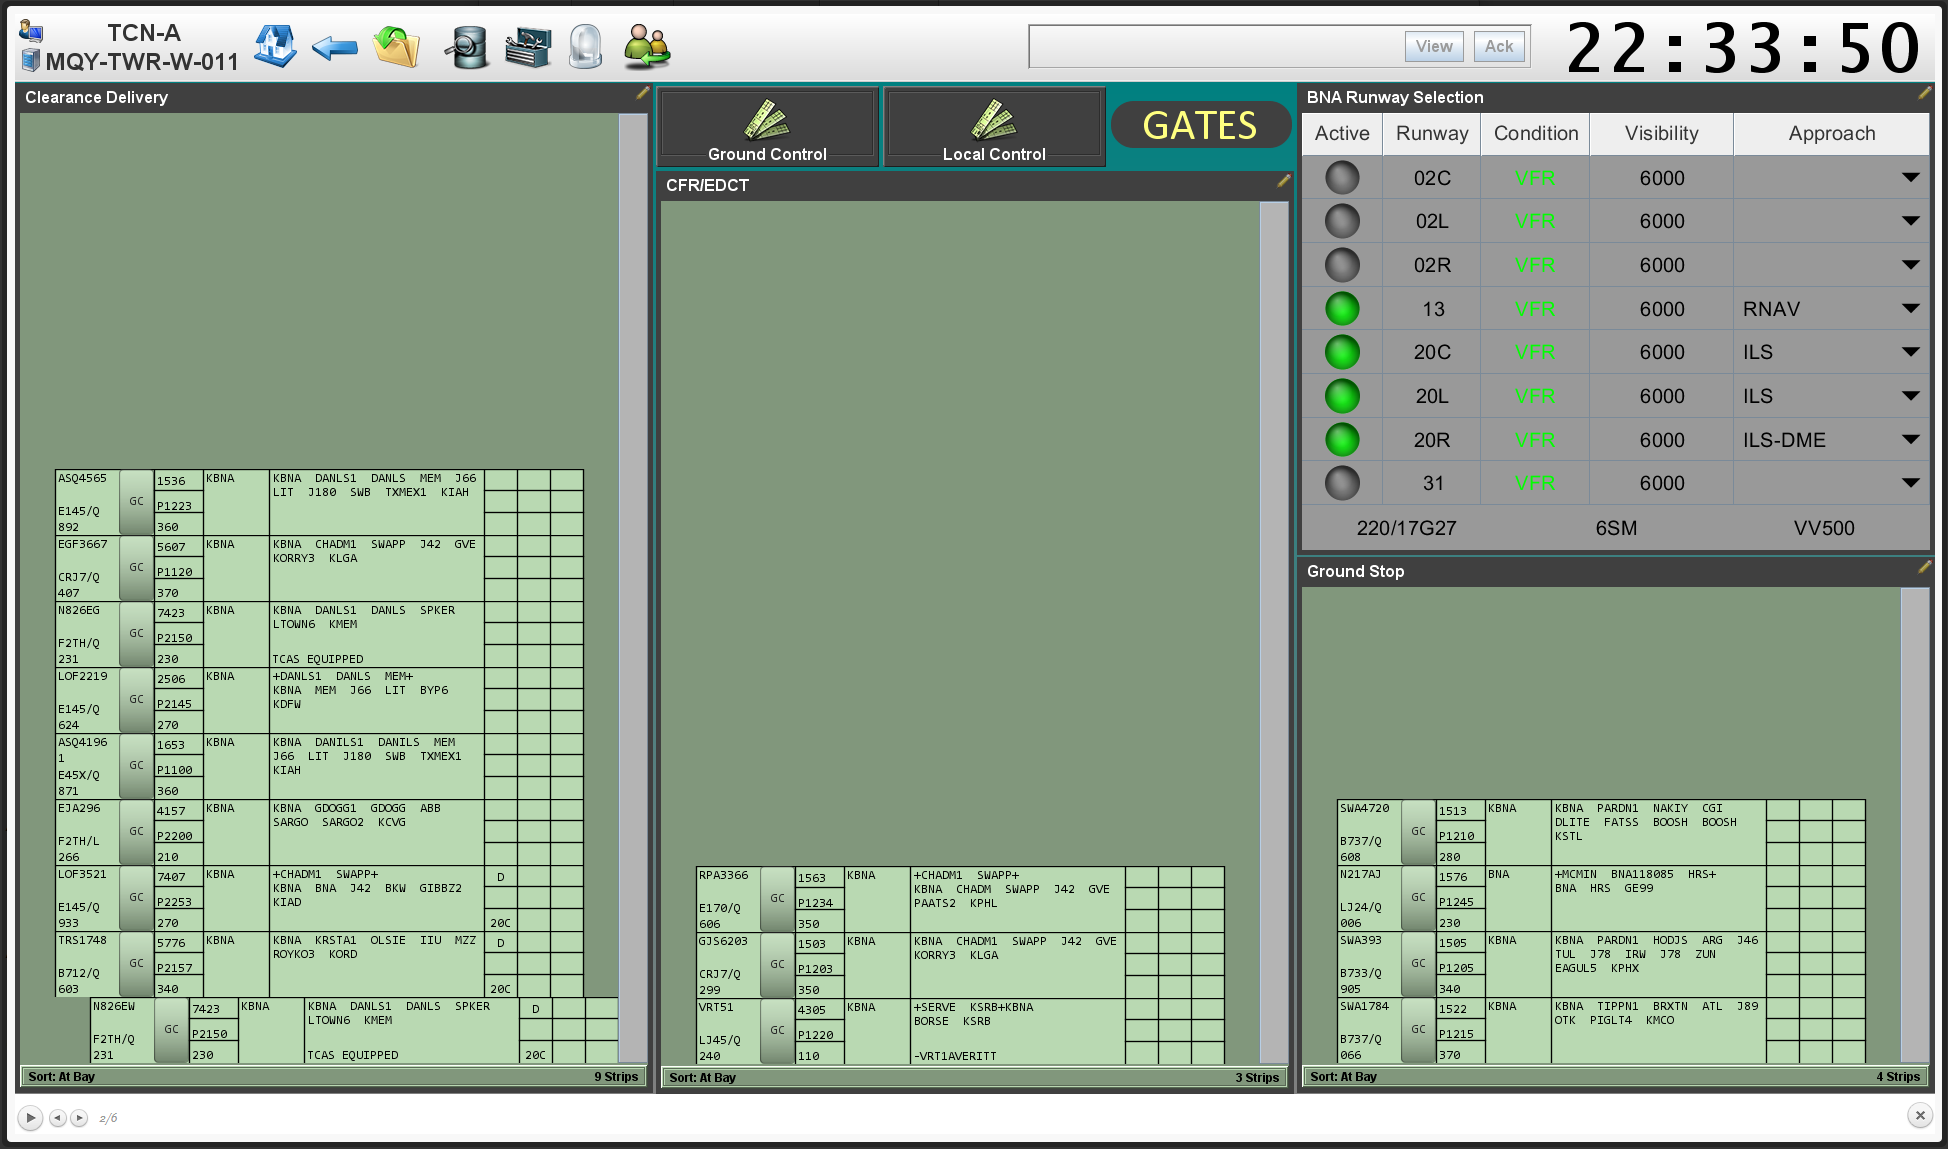 TCN-A
MQY-TWR-W-011
View Ack
22:33:50
Clearance Delivery
ASQ4565 GC 1536 KBNA KBNA DANLS1 DANLS MEM J66
LIT J180 SWB TXMEX1 KIAH
E145/Q P1223
892 360
EGF3667 GC 5607 KBNA KBNA CHADM1 SWAPP J42 GVE
KORRY3 KLGA
CRJ7/Q P1120
407 370
N826EG GC 7423 KBNA KBNA DANLS1 DANLS SPKER
LTOWN6 KMEM
F2TH/Q P2150
231 230 TCAS EQUIPPED
LOF2219 GC 2506 KBNA +DANLS1 DANLS MEM+
KBNA MEM J66 LIT BYP6
E145/Q P2145 KDFW
624 270
ASQ4196 GC 1653 KBNA KBNA DANILS1 DANILS MEM
1 J66 LIT J180 SWB TXMEX1
E45X/Q P1100 KIAH
871 360
EJA296 GC 4157 KBNA KBNA GDOGG1 GDOGG ABB
SARGO SARGO2 KCVG
F2TH/L P2200
266 210
LOF3521 GC 7407 KBNA +CHADM1 SWAPP+ D
KBNA BNA J42 BKW GIBBZ2
E145/Q P2253 KIAD
933 270 20C
TRS1748 GC 5776 KBNA KBNA KRSTA1 OLSIE IIU MZZ D
ROYKO3 KORD
B712/Q P2157
603 340 20C
N826EW GC 7423 KBNA KBNA DANLS1 DANLS SPKER D
LTOWN6 KMEM
F2TH/Q P2150
231 230 TCAS EQUIPPED 20C
Sort: At Bay 9 Strips
Ground Control
Local Control
GATES
CFR/EDCT
RPA3366 GC 1563 KBNA +CHADM1 SWAPP+
KBNA CHADM SWAPP J42 GVE
E170/Q P1234 PAATS2 KPHL
606 350
GJS6203 GC 1503 KBNA KBNA CHADM1 SWAPP J42 GVE
KORRY3 KLGA
CRJ7/Q P1203
299 350
VRT51 GC 4305 KBNA +SERVE KSRB+KBNA
BORSE KSRB
LJ45/Q P1220
240 110 -VRT1AVERITT
Sort: At Bay 3 Strips
BNA Runway Selection
Active Runway Condition Visibility Approach
02C VFR 6000
02L VFR 6000
02R VFR 6000
13 VFR 6000 RNAV
20C VFR 6000 ILS
20L VFR 6000 ILS
20R VFR 6000 ILS-DME
31 VFR 6000
220/17G27 6SM VV500
Ground Stop
SWA4720 GC 1513 KBNA KBNA PARDN1 NAKIY CGI
DLITE FATSS BOOSH BOOSH
B737/Q P1210 KSTL
608 280
N217AJ GC 1576 BNA +MCMIN BNA118085 HRS+
BNA HRS GE99
LJ24/Q P1245
006 230
SWA393 GC 1505 KBNA KBNA PARDN1 HODJS ARG J46
TUL J78 IRW J78 ZUN
B733/Q P1205 EAGUL5 KPHX
905 340
SWA1784 GC 1522 KBNA KBNA TIPPN1 BRXTN ATL J89
OTK PIGLT4 KMCO
B737/Q P1215
066 370
Sort: At Bay 4 Strips
2/6